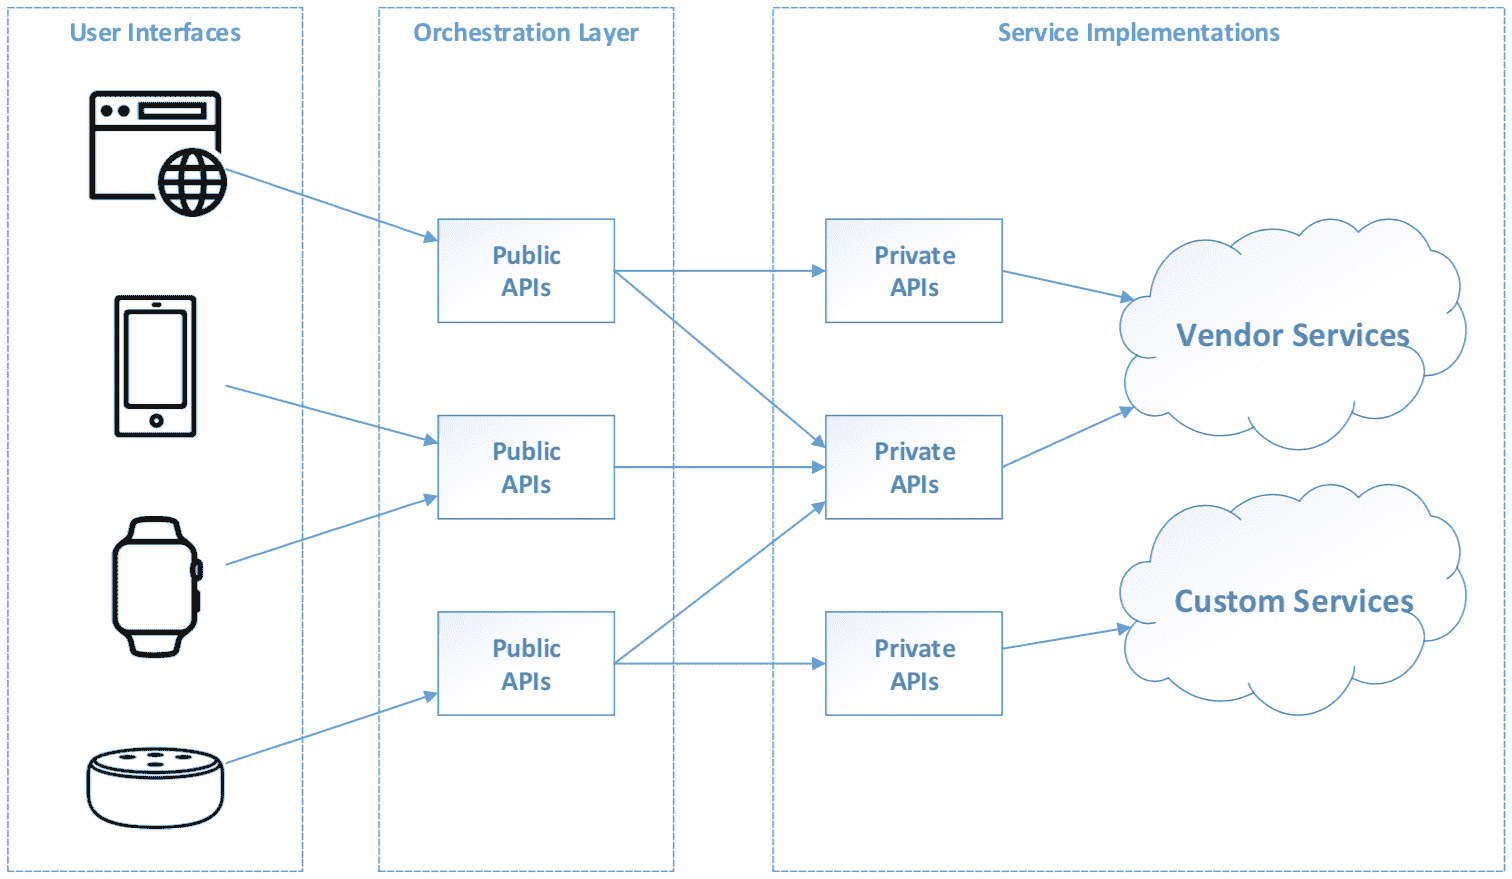 User Interfaces
Orchestration Layer
Service Implementations
Public
APIs
Private
APIs
Vendor Services
Public
APIs
Private
APIs
Custom Services
Public
APIs
Private
APIs